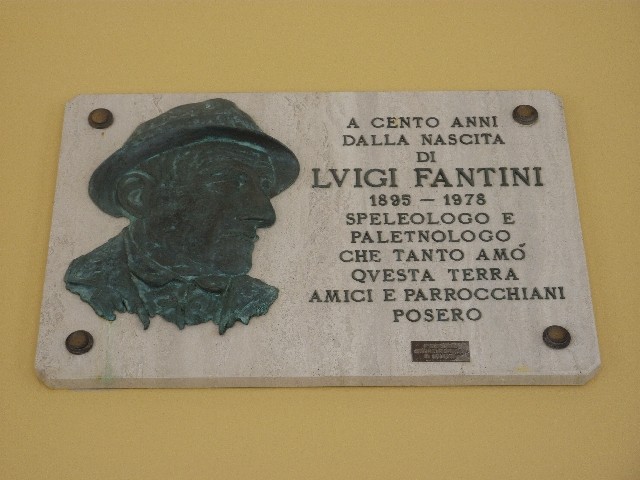 A CENTO ANNI
DALLA NASCITA
DI
LVIGI FANTINI
1895 – 1978
SPELEOLOGO E
PALETNOLOGO
CHE TANTO AMÓ
QVESTA TERRA
AMICI E PARROCCHIANI
POSERO